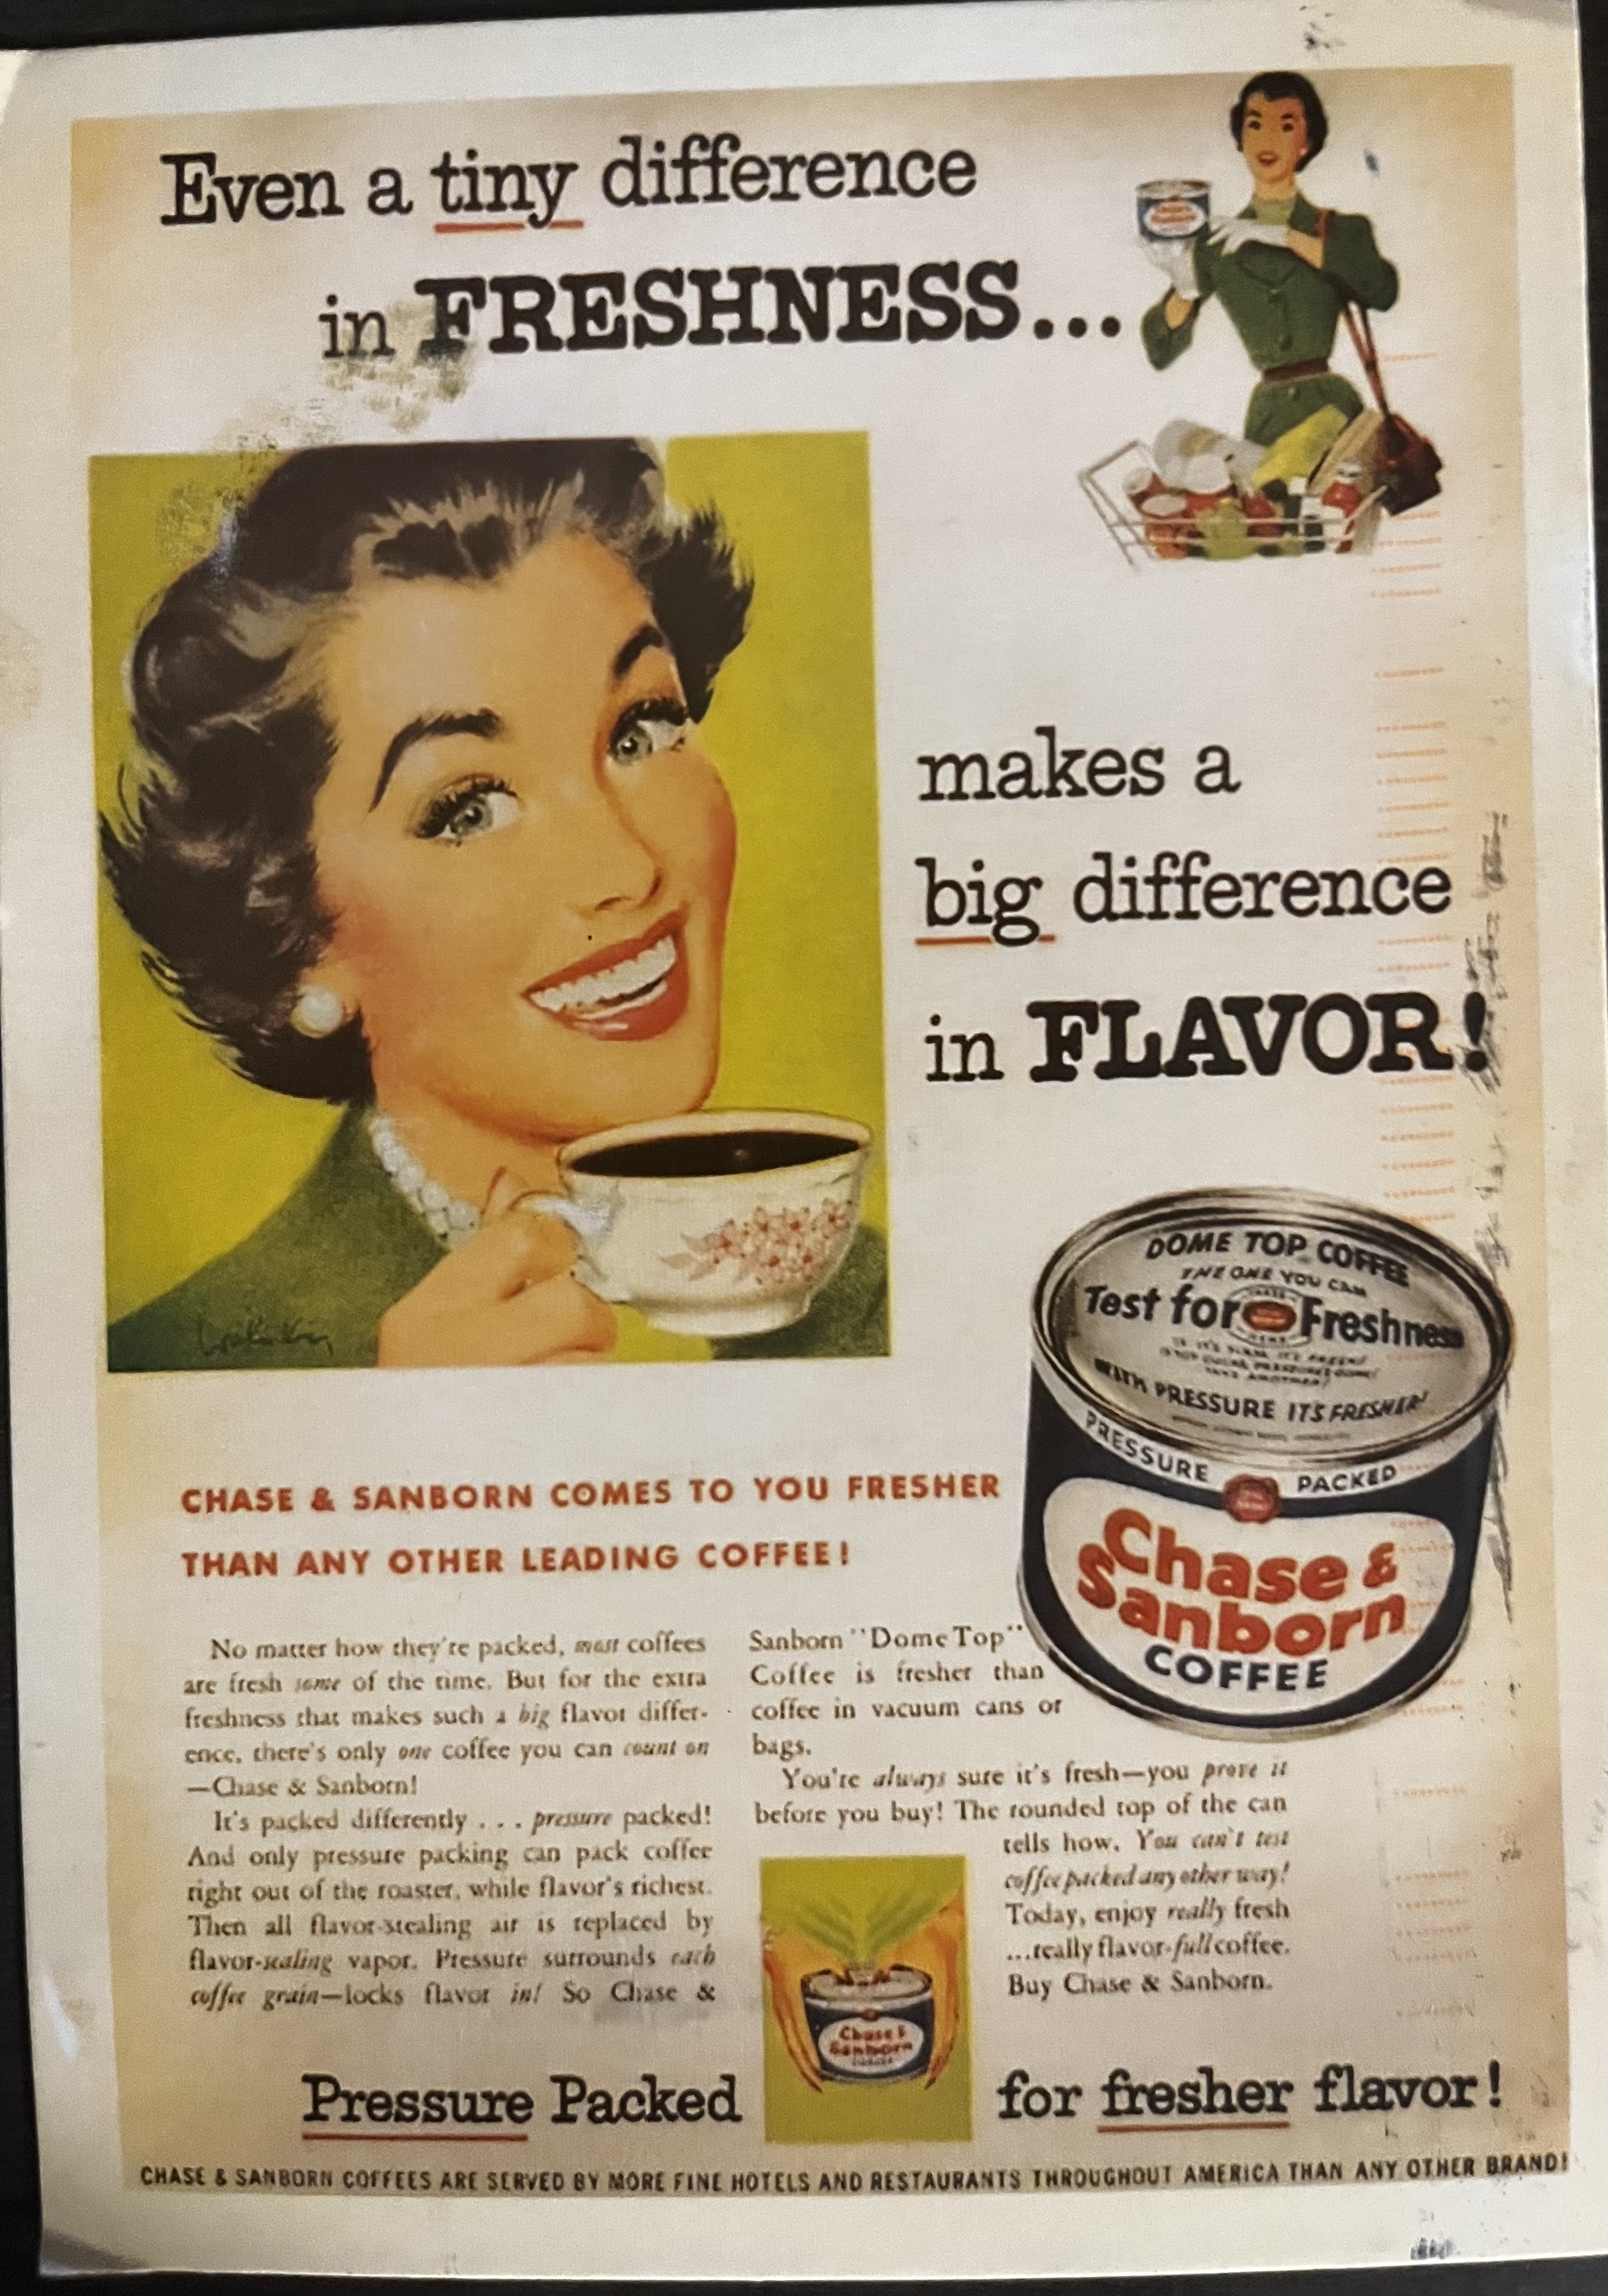 Even a tiny difference
in FRESHNESS...
makes a
big difference
in FLAVOR!
DOME TOP COFFEE
THE ONE YOU CAN
Test for Freshness
WITH PRESSURE IT'S FRESHER!
PRESSURE PACKED
Chase &
Sanborn
COFFEE
CHASE & SANBORN COMES TO YOU FRESHER
THAN ANY OTHER LEADING COFFEE!
No matter how they're packed, most coffees
are fresh some of the time. But for the extra
freshness that makes such a big flavor differ-
ence, there's only one coffee you can count on
—Chase & Sanborn!
It's packed differently . . . pressure packed!
And only pressure packing can pack coffee
right out of the roaster, while flavor's richest.
Then all flavor-stealing air is replaced by
flavor-sealing vapor. Pressure surrounds each
coffee grain—locks flavor in! So Chase &
Sanborn "Dome Top"
Coffee is fresher than
coffee in vacuum cans or
bags.
You're always sure it's fresh—you prove it
before you buy! The rounded top of the can
tells how. You can't test
coffee packed any other way!
Today, enjoy really fresh
...really flavor-full coffee.
Buy Chase & Sanborn.
Chase &
Sanborn
Pressure Packed for fresher flavor!
CHASE & SANBORN COFFEES ARE SERVED BY MORE FINE HOTELS AND RESTAURANTS THROUGHOUT AMERICA THAN ANY OTHER BRAND!